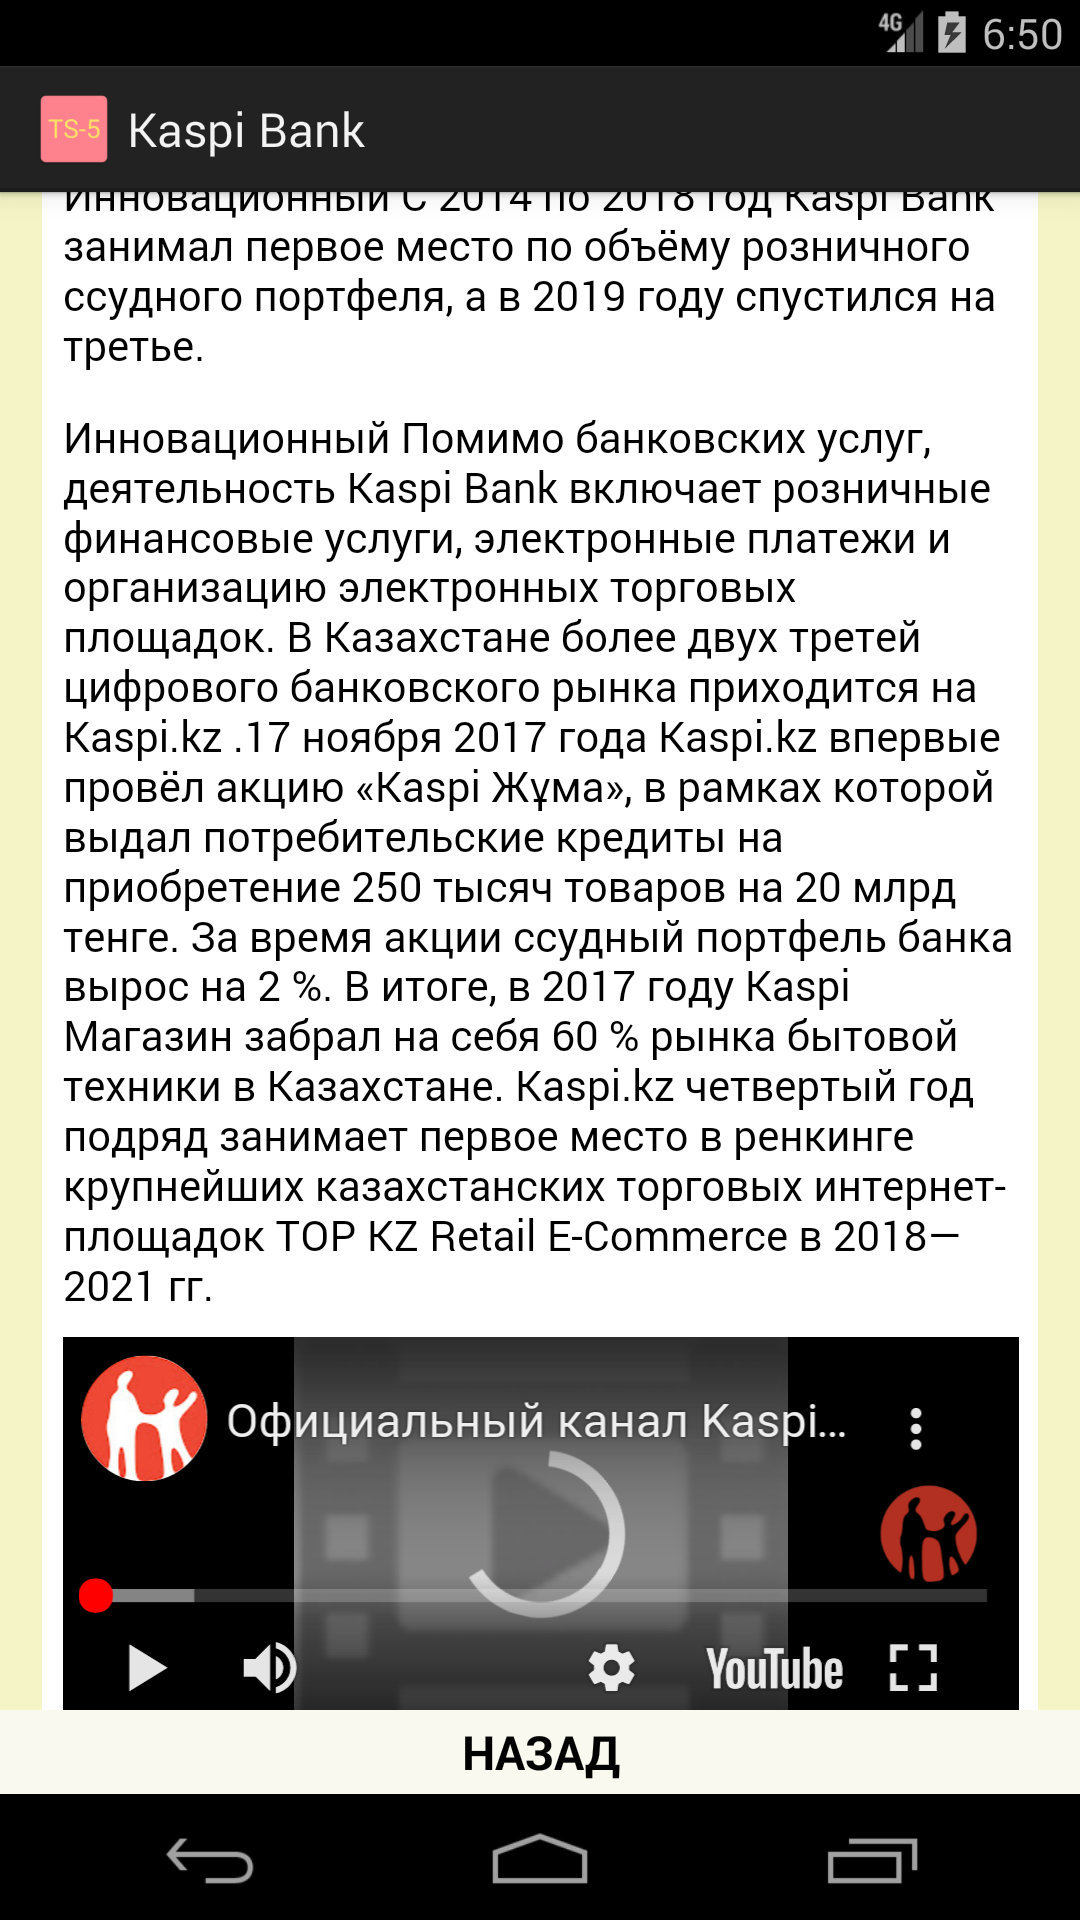 4G 6:50
TS-5 Kaspi Bank
Инновационный С 2014 по 2018 год Kaspi Bank
занимал первое место по объёму розничного
ссудного портфеля, а в 2019 году спустился на
третье.
Инновационный Помимо банковских услуг,
деятельность Kaspi Bank включает розничные
финансовые услуги, электронные платежи и
организацию электронных торговых
площадок. В Казахстане более двух третей
цифрового банковского рынка приходится на
Kaspi.kz .17 ноября 2017 года Kaspi.kz впервые
провёл акцию «Kaspi Жұма», в рамках которой
выдал потребительские кредиты на
приобретение 250 тысяч товаров на 20 млрд
тенге. За время акции ссудный портфель банка
вырос на 2 %. В итоге, в 2017 году Kaspi
Магазин забрал на себя 60 % рынка бытовой
техники в Казахстане. Kaspi.kz четвертый год
подряд занимает первое место в ренкинге
крупнейших казахстанских торговых интернет-
площадок TOP KZ Retail E-Commerce в 2018—
2021 гг.
Официальный канал Kaspi...
YouTube
НАЗАД